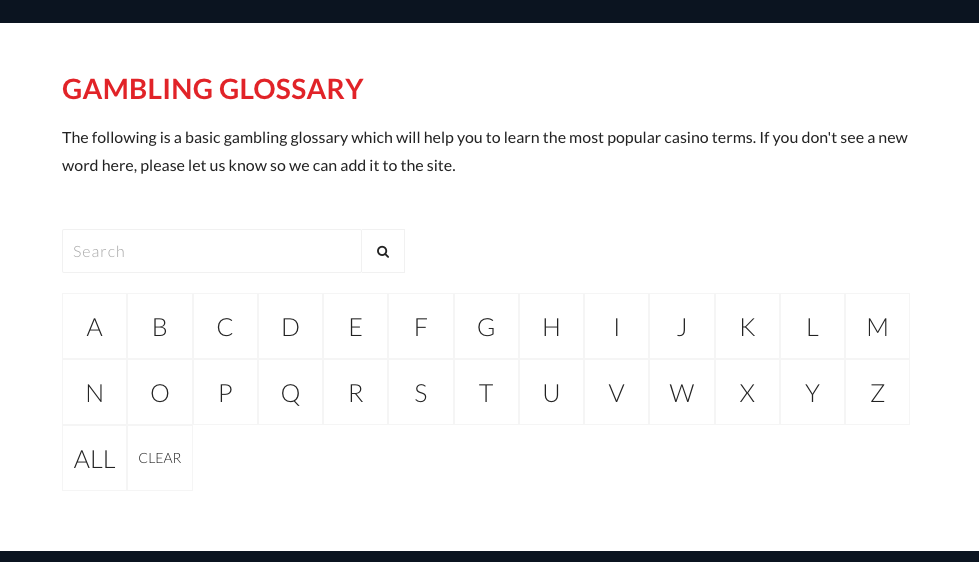 GAMBLING GLOSSARY
The following is a basic gambling glossary which will help you to learn the most popular casino terms. If you don't see a new
word here, please let us know so we can add it to the site.
Search
A B C D E F G H I J K L M
N O P Q R S T U V W X Y Z
ALL CLEAR